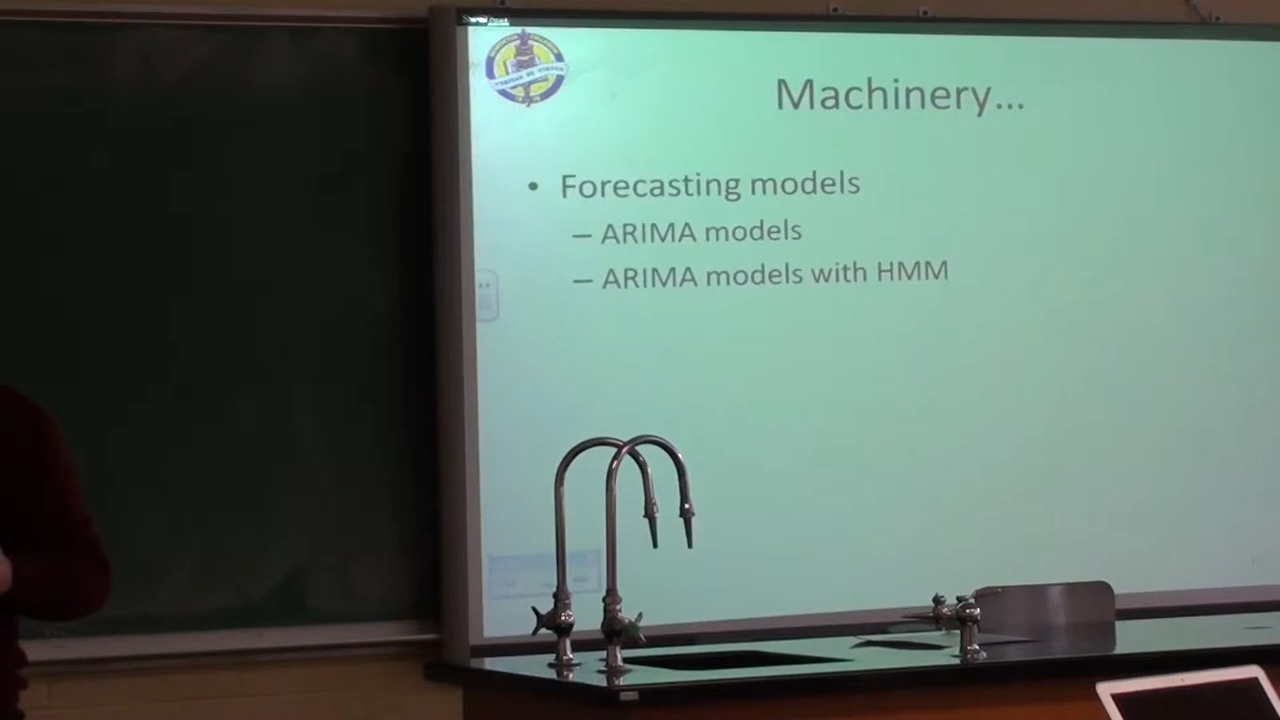 Machinery...
• Forecasting models
– ARIMA models
– ARIMA models with HMM